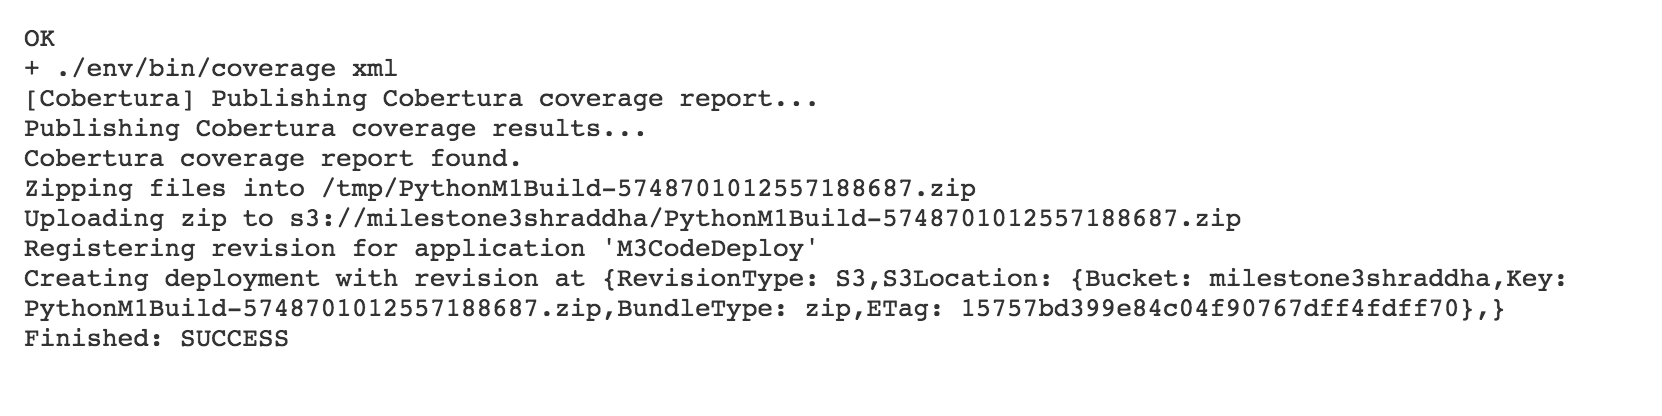 OK
+ ./env/bin/coverage xml
[Cobertura] Publishing Cobertura coverage report...
Publishing Cobertura coverage results...
Cobertura coverage report found.
Zipping files into /tmp/PythonM1Build-5748701012557188687.zip
Uploading zip to s3://milestone3shraddha/PythonM1Build-5748701012557188687.zip
Registering revision for application 'M3CodeDeploy'
Creating deployment with revision at {RevisionType: S3,S3Location: {Bucket: milestone3shraddha,Key:
PythonM1Build-5748701012557188687.zip,BundleType: zip,ETag: 15757bd399e84c04f90767dff4fdff70},}
Finished: SUCCESS